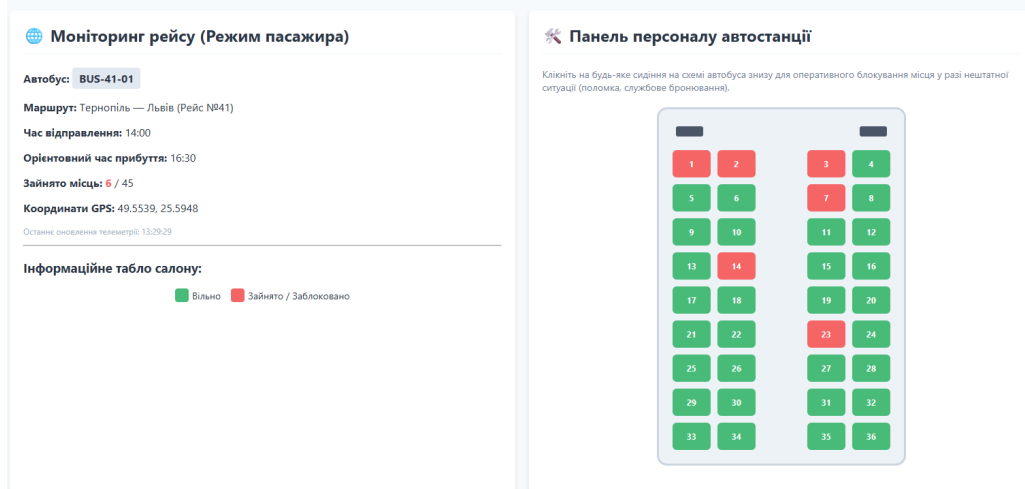 🌐 Моніторинг рейсу (Режим пасажира)
Автобус: BUS-41-01
Маршрут: Тернопіль — Львів (Рейс №41)
Час відправлення: 14:00
Орієнтовний час прибуття: 16:30
Зайнято місць: 6 / 45
Координати GPS: 49.5539, 25.5948
Останнє оновлення телеметрії: 13:29:29
Інформаційне табло салону:
Вільно Зайнято / Заблоковано
🛠️ Панель персоналу автостанції
Клікніть на будь-яке сидіння на схемі автобуса знизу для оперативного блокування місця у разі нештатної
ситуації (поломка, службове бронювання).
1 2 3 4
5 6 7 8
9 10 11 12
13 14 15 16
17 18 19 20
21 22 23 24
25 26 27 28
29 30 31 32
33 34 35 36